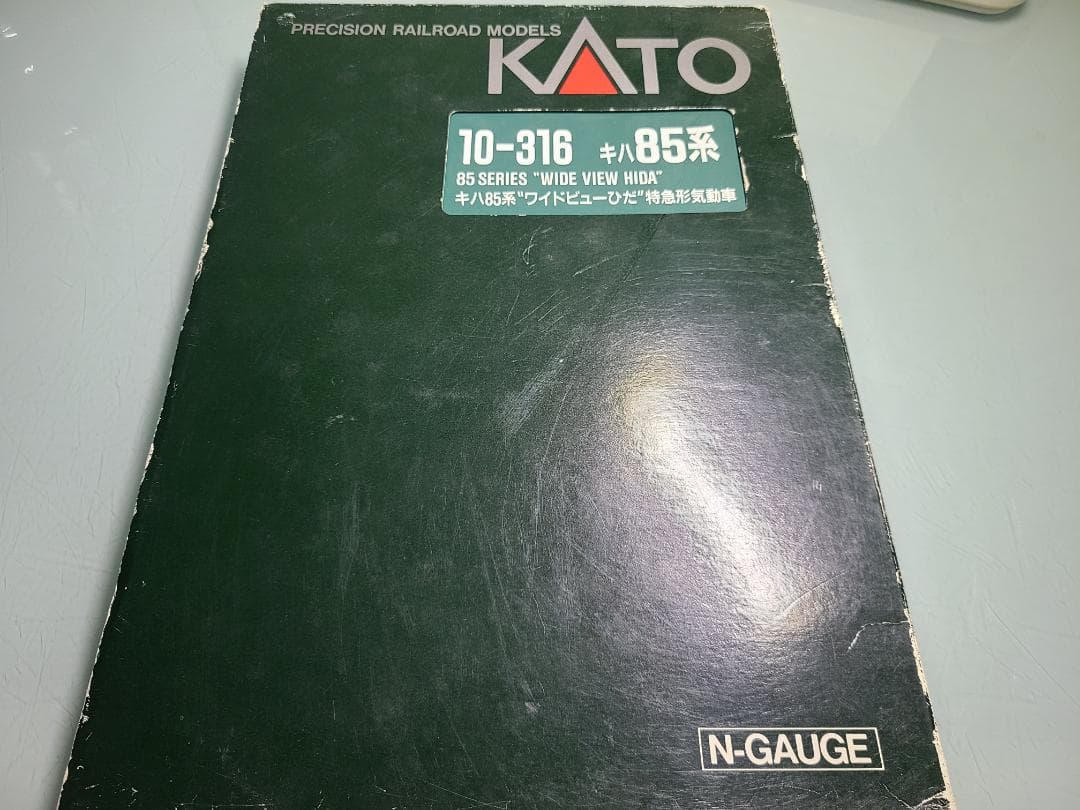 PRECISION RAILROAD MODELS
KATO
10-316 キハ85系
85 SERIES "WIDE VIEW HIDA"
キハ85系"ワイドビューひだ"特急形気動車
N-GAUGE